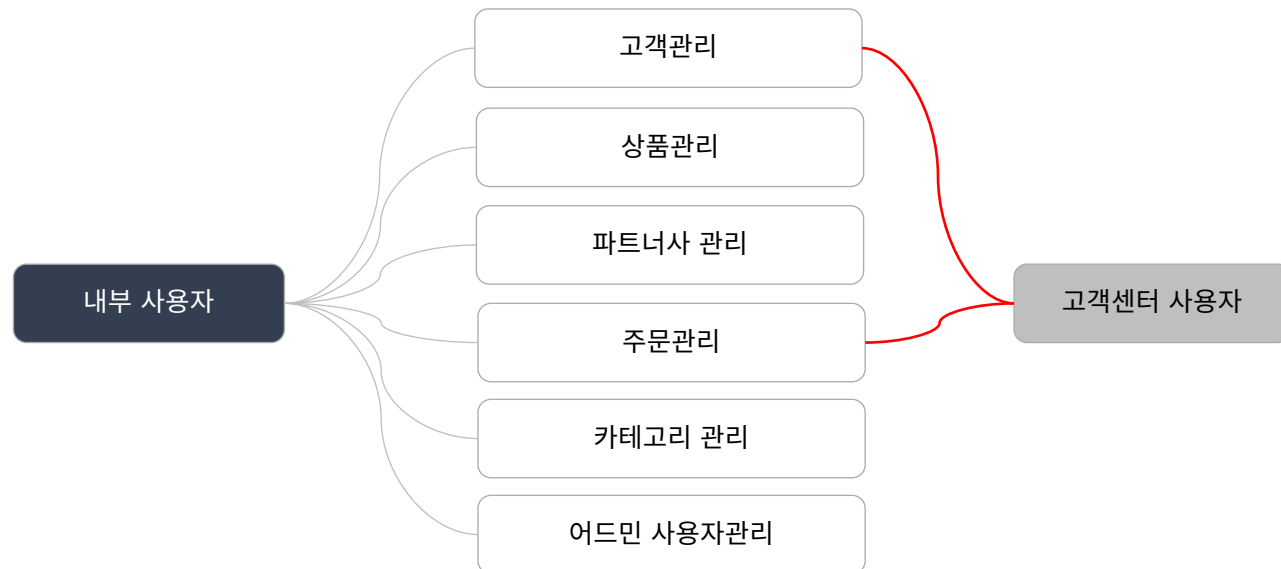 고객관리
상품관리
파트너사 관리
내부 사용자
고객센터 사용자
주문관리
카테고리 관리
어드민 사용자관리